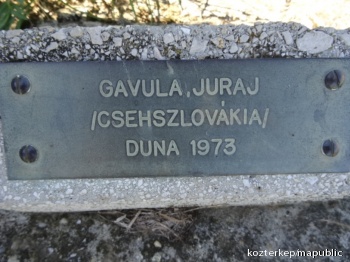 GAVULA, JURAJ
/CSEHSZLOVÁKIA/
DUNA 1973
kozterkep/mapublic